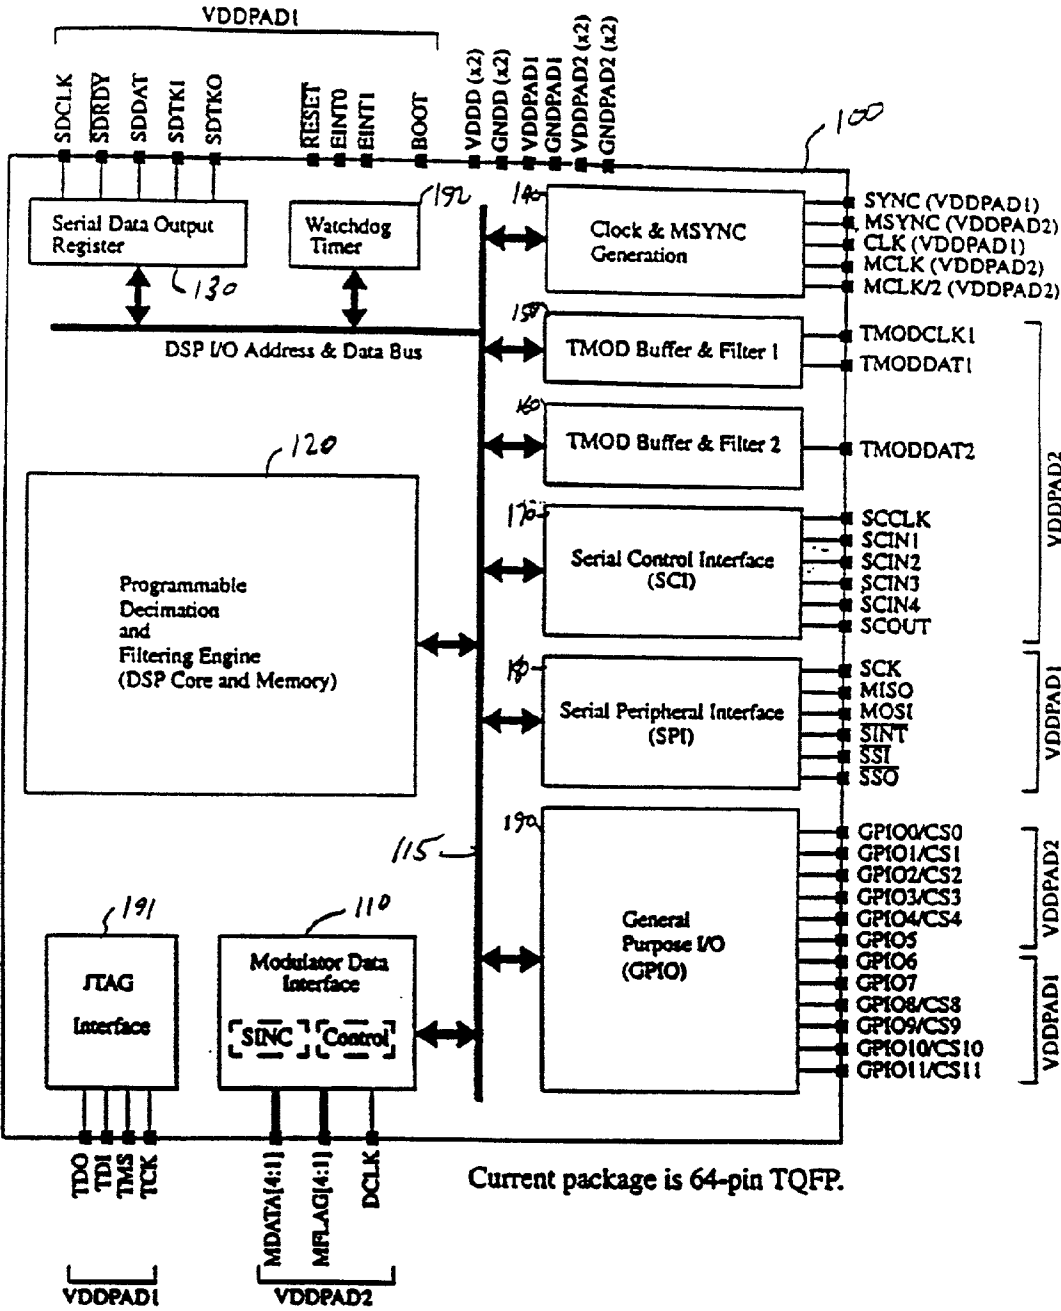 VDDPAD1
SDCLK
SDRDY
SDDAT
SDTKI
SDTKO
RESET
EINT0
EINT1
BOOT
VDDD (x2)
GNDD (x2)
VDDPAD1
GNDPAD1
VDDPAD2 (x2)
GNDPAD2 (x2)
100
Serial Data Output
Register
130
Watchdog
Timer
192
DSP I/O Address & Data Bus
140
Clock & MSYNC
Generation
SYNC (VDDPAD1)
MSYNC (VDDPAD2)
CLK (VDDPAD1)
MCLK (VDDPAD2)
MCLK/2 (VDDPAD2)
150
TMOD Buffer & Filter 1
TMODCLK1
TMODDAT1
160
TMOD Buffer & Filter 2
TMODDAT2
VDDPAD2
120
Programmable
Decimation
and
Filtering Engine
(DSP Core and Memory)
170
Serial Control Interface
(SCI)
SCCLK
SCIN1
SCIN2
SCIN3
SCIN4
SCOUT
180
Serial Peripheral Interface
(SPI)
SCK
MISO
MOSI
SINT
SSI
SSO
VDDPAD1
115
190
General
Purpose I/O
(GPIO)
GPIO0/CS0
GPIO1/CS1
GPIO2/CS2
GPIO3/CS3
GPIO4/CS4
GPIO5
GPIO6
GPIO7
GPIO8/CS8
GPIO9/CS9
GPIO10/CS10
GPIO11/CS11
VDDPAD2
VDDPAD1
191
JTAG
Interface
110
Modulator Data
Interface
SINC
Control
TDO
TDI
TMS
TCK
MDATA[4:1]
MFLAG[4:1]
DCLK
VDDPAD1
VDDPAD2
Current package is 64-pin TQFP.